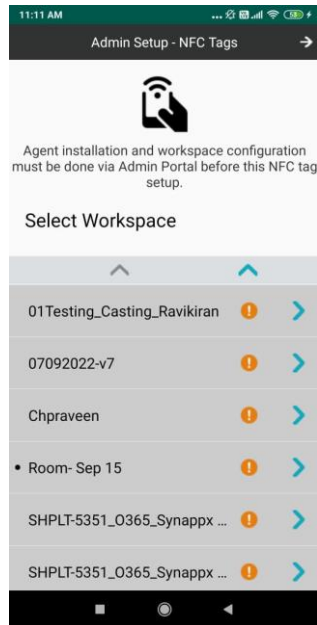 11:11 AM
Admin Setup - NFC Tags
Agent installation and workspace configuration
must be done via Admin Portal before this NFC tag
setup.
Select Workspace
01Testing_Casting_Ravikiran
07092022-v7
Chpraveen
• Room- Sep 15
SHPLT-5351_O365_Synappx ...
SHPLT-5351_O365_Synappx ...